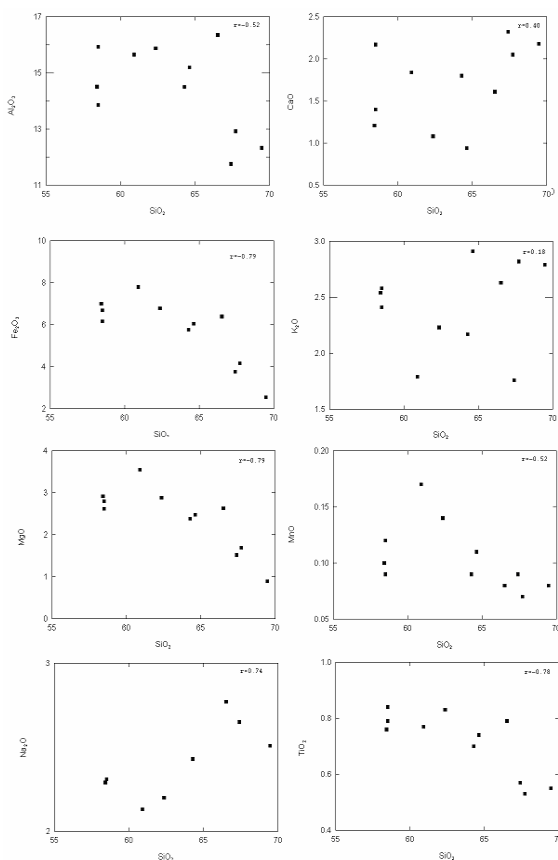 r=-0.52
17
15
13
11
Al₂O₃
55 60 65 70
SiO₂
r=0.40
2.5
2.0
1.5
1.0
0.5
CaO
55 60 65 70
SiO₂
r=-0.79
10
8
6
4
2
Fe₂O₃
55 60 65 70
SiO₂
r=0.18
3.0
2.5
2.0
1.5
K₂O
55 60 65 70
SiO₂
r=-0.79
4
3
2
1
0
MgO
55 60 65 70
SiO₂
r=-0.52
0.20
0.15
0.10
0.05
MnO
55 60 65 70
SiO₂
r=0.74
3
2
Na₂O
55 60 65 70
SiO₂
r=-0.78
1.0
0.8
0.6
0.4
TiO₂
55 60 65 70
SiO₂